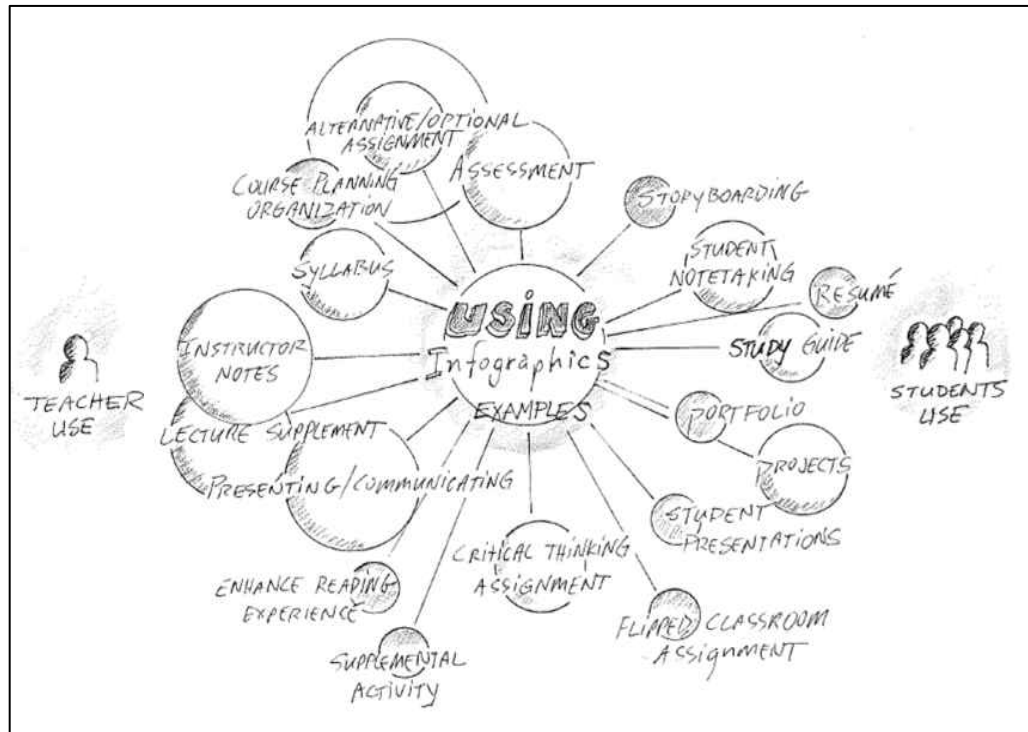 ALTERNATIVE/OPTIONAL
ASSIGNMENT
ASSESSMENT
COURSE PLANNING
ORGANIZATION
STORYBOARDING
SYLLABUS
STUDENT
NOTETAKING
RESUMÉ
USING
Infographics
EXAMPLES
INSTRUCTOR
NOTES
STUDY GUIDE
TEACHER
USE
STUDENTS
USE
LECTURE SUPPLEMENT
PORTFOLIO
PRESENTING/COMMUNICATING
PROJECTS
STUDENT
PRESENTATIONS
CRITICAL THINKING
ASSIGNMENT
ENHANCE READING
EXPERIENCE
FLIPPED CLASSROOM
ASSIGNMENT
SUPPLEMENTAL
ACTIVITY